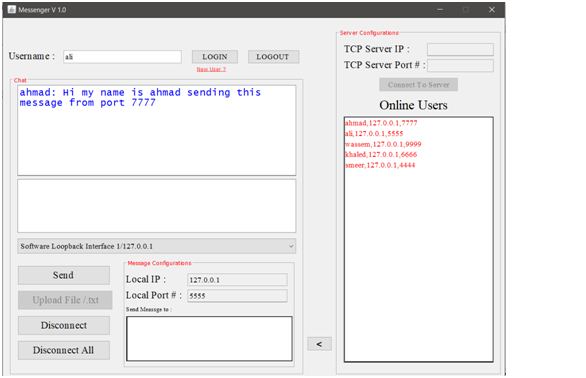 Messenger V 1.0
Username :
ali
LOGIN
LOGOUT
New User ?
Chat
ahmad: Hi my name is ahmad sending this
message from port 7777
Software Loopback Interface 1/127.0.0.1
Send
Upload File /.txt
Disconnect
Disconnect All
Message Configurations
Local IP :
127.0.0.1
Local Port # :
5555
Send Message to :
<
Server Configurations
TCP Server IP :
TCP Server Port # :
Connect To Server
Online Users
ahmad,127.0.0.1,7777
ali,127.0.0.1,5555
wassem,127.0.0.1,9999
khaled,127.0.0.1,6666
smeer,127.0.0.1,4444